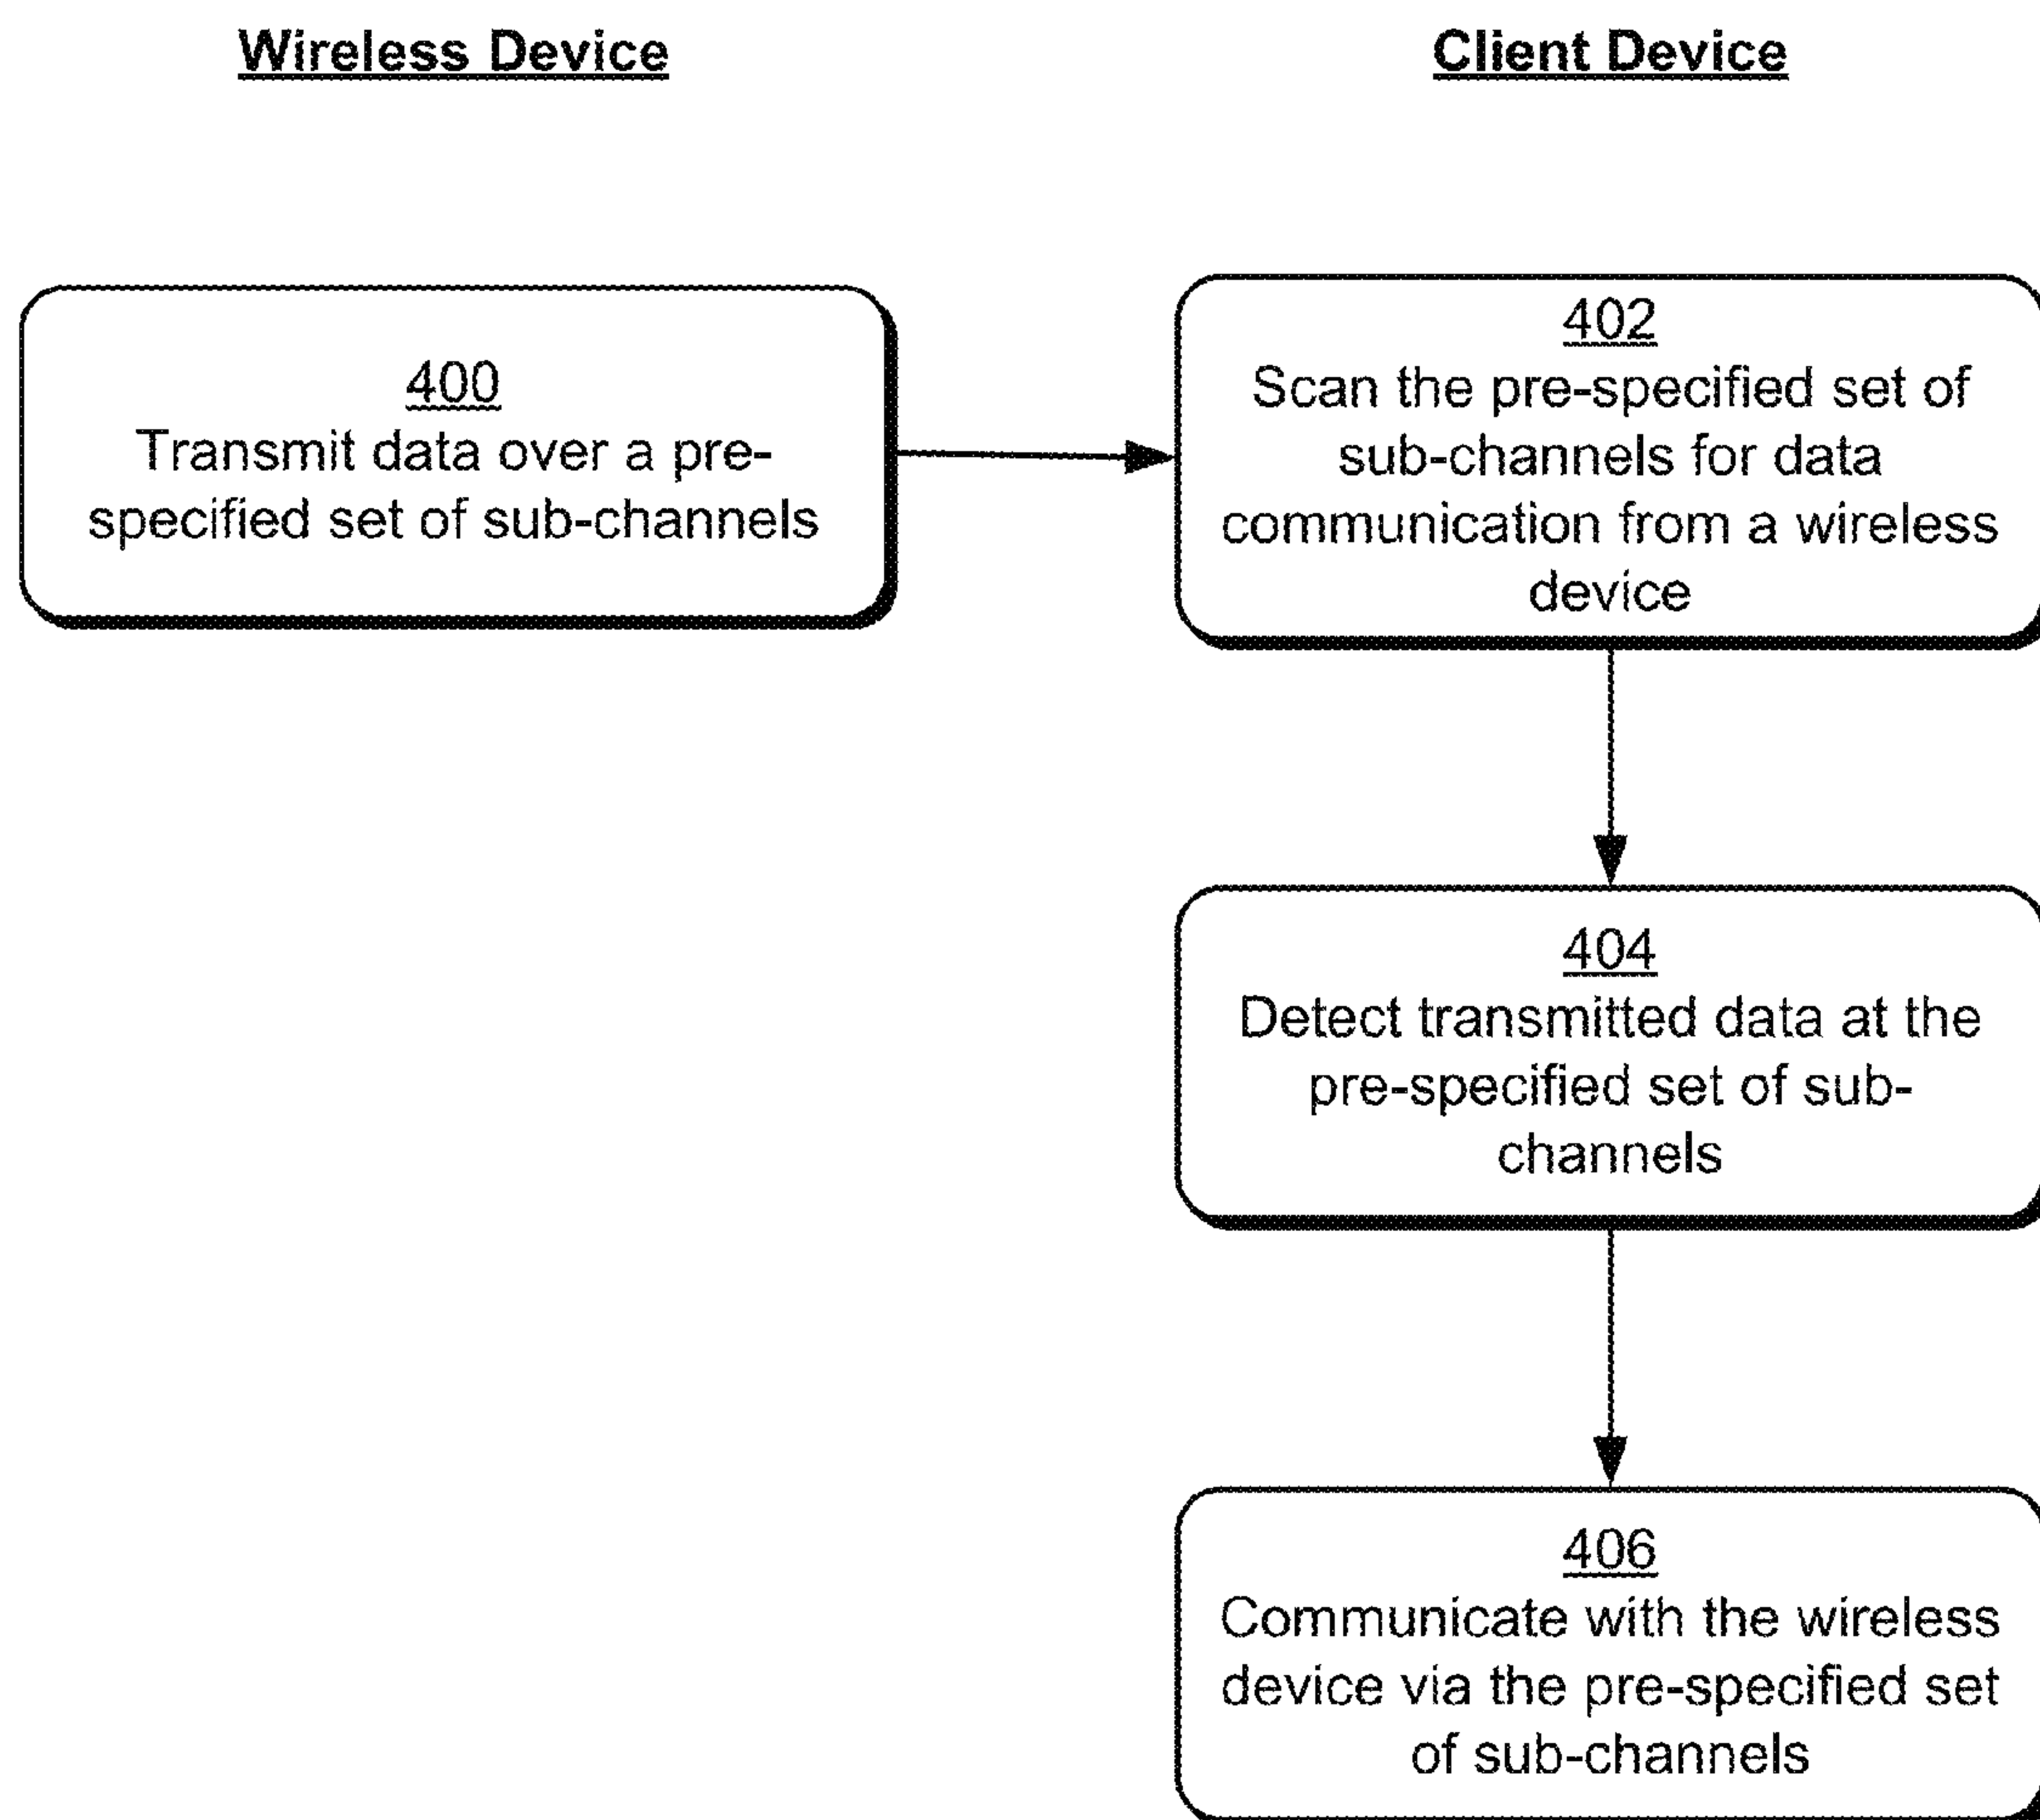 Wireless Device
Client Device
400
Transmit data over a pre-
specified set of sub-channels
402
Scan the pre-specified set of
sub-channels for data
communication from a wireless
device
404
Detect transmitted data at the
pre-specified set of sub-
channels
406
Communicate with the wireless
device via the pre-specified set
of sub-channels